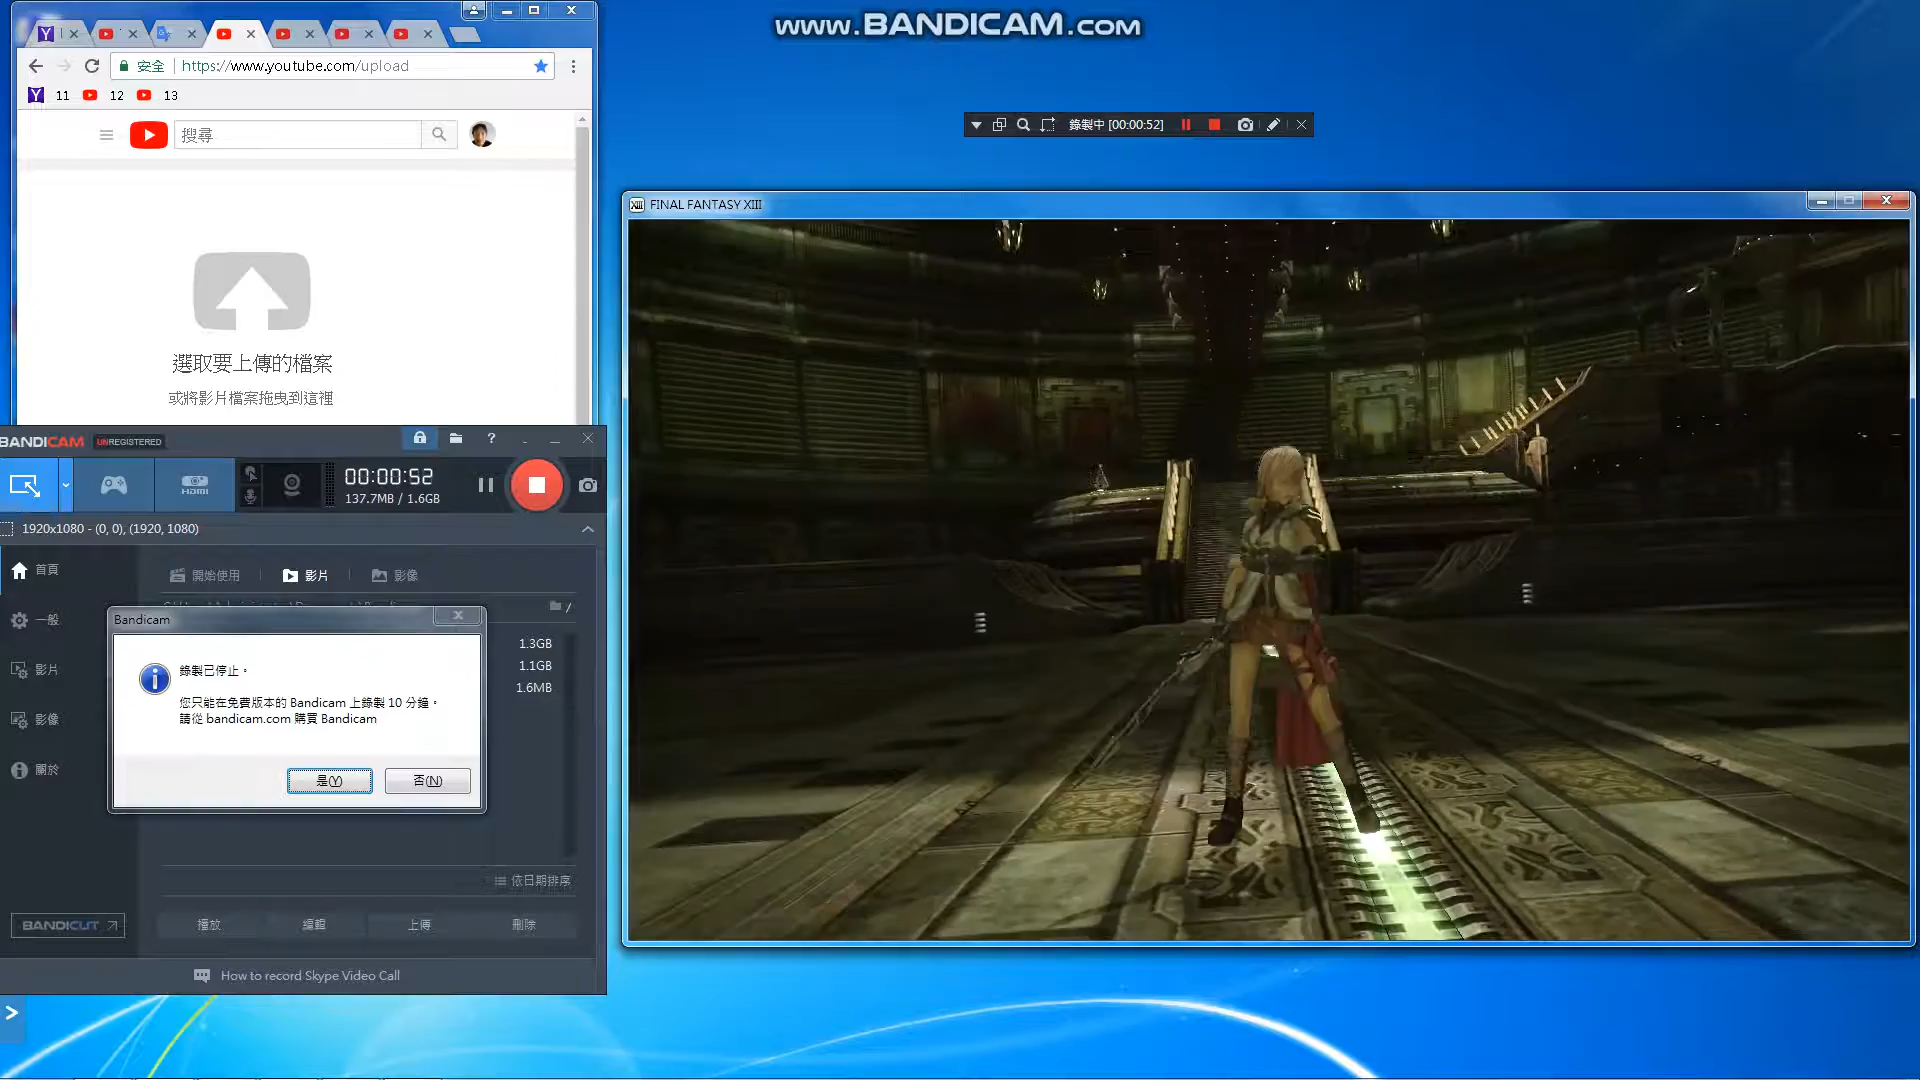 www.BANDICAM.com
安全
https://www.youtube.com/upload
11
12
13
搜尋
選取要上傳的檔案
或將影片檔案拖曳到這裡
錄製中 [00:00:52]
FINAL FANTASY XIII
BANDICAM UNREGISTERED
HDMI
00:00:52
137.7MB / 1.6GB
1920x1080 - (0, 0), (1920, 1080)
首頁
一般
影片
影像
關於
開始使用
影片
影像
Bandicam
錄製已停止。
您只能在免費版本的 Bandicam 上錄製 10 分鐘。
請從 bandicam.com 購買 Bandicam
是(Y)
否(N)
1.3GB
1.1GB
1.6MB
依日期排序
播放
編輯
上傳
刪除
BANDICUT
How to record Skype Video Call